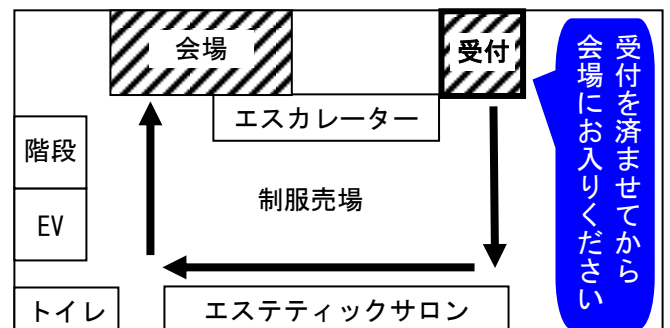 会場
受付
受付を済ませてから
会場にお入りください
エスカレーター
階段
制服売場
EV
トイレ
エステティックサロン